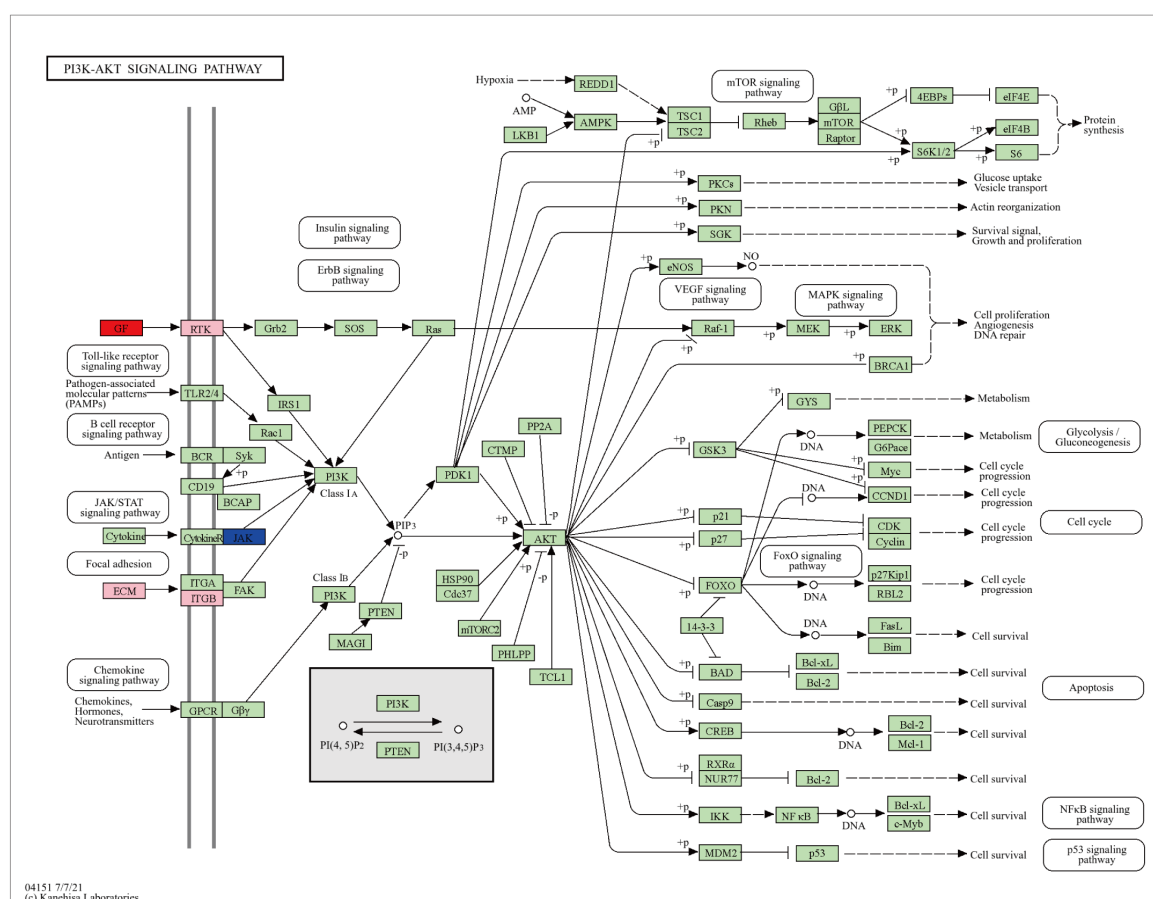 PI3K-AKT SIGNALING PATHWAY
Hypoxia
REDD1
AMP
LKB1
AMPK
TSC1
TSC2
+p
Rheb
mTOR signaling
pathway
GβL
mTOR
Raptor
+p
4EBPs
eIF4E
+p
+p
S6K1/2
+p
+p
eIF4B
S6
Protein
synthesis
+p
PKCs
Glucose uptake
Vesicle transport
+p
PKN
Actin reorganization
+p
SGK
Survival signal,
Growth and proliferation
Insulin signaling
pathway
ErbB signaling
pathway
+p
eNOS
NO
VEGF signaling
pathway
MAPK signaling
pathway
GF
RTK
Grb2
SOS
Ras
Raf-1
+p
+p
MEK
+p
ERK
Cell proliferation
Angiogenesis
DNA repair
+p
BRCA1
Toll-like receptor
signaling pathway
Pathogen-associated
molecular patterns
(PAMPs)
TLR2/4
IRS1
Rac1
B cell receptor
signaling pathway
Antigen
BCR
Syk
+p
CD19
BCAP
PI3K
Class IA
JAK/STAT
signaling pathway
Cytokine
CytokineR
JAK
Focal adhesion
ECM
ITGA
ITGB
FAK
Chemokine
signaling pathway
Chemokines,
Hormones,
Neurotransmitters
GPCR
Gβγ
PIP3
-p
Class IB
PI3K
PTEN
MAGI
PDK1
CTMP
PP2A
+p
-p
AKT
+p
-p
HSP90
Cdc37
mTORC2
PHLPP
TCL1
PI3K
PI(4, 5)P2
PI(3,4,5)P3
PTEN
+p
GYS
Metabolism
+p
GSK3
DNA
PEPCK
G6Pace
Metabolism
Glycolysis /
Gluconeogenesis
+p
Myc
Cell cycle
progression
DNA
+p
CCND1
Cell cycle
progression
+p
p21
+p
p27
CDK
Cyclin
Cell cycle
progression
Cell cycle
FoxO signaling
pathway
+p
FOXO
DNA
p27Kip1
RBL2
Cell cycle
progression
14-3-3
DNA
FasL
Bim
Cell survival
+p
BAD
Bcl-xL
Bcl-2
Cell survival
Apoptosis
+p
Casp9
Cell survival
+p
CREB
DNA
Bcl-2
Mcl-1
Cell survival
+p
RXRα
NUR77
Bcl-2
Cell survival
+p
IKK
NFκB
DNA
Bcl-xL
c-Myb
Cell survival
NFκB signaling
pathway
+p
MDM2
p53
Cell survival
p53 signaling
pathway
04151 7/7/21
(c) Kanehisa Laboratories